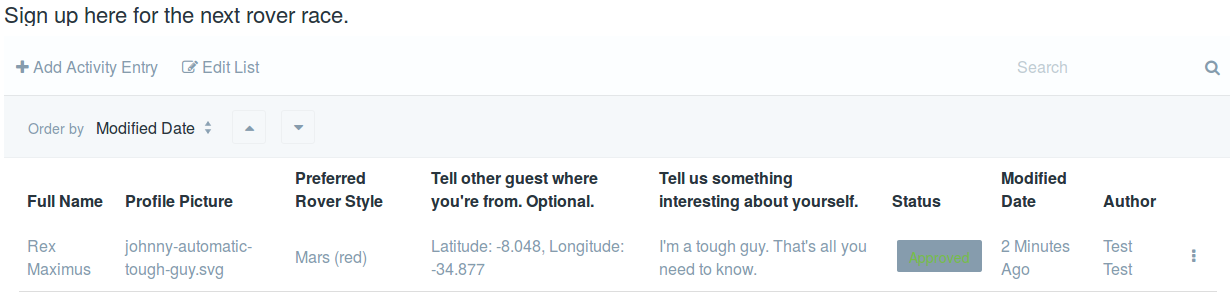 Sign up here for the next rover race.
Add Activity Entry Edit List Search
Order by Modified Date
Preferred Tell other guest where Tell us something Modified
Full Name Profile Picture Rover Style you're from. Optional. interesting about yourself. Status Date Author
Rex johnny-automatic- Latitude: -8.048, Longitude: I'm a tough guy. That's all you 2 Minutes Test
Mars (red) Approved
Maximus tough-guy.svg -34.877 need to know. Ago Test